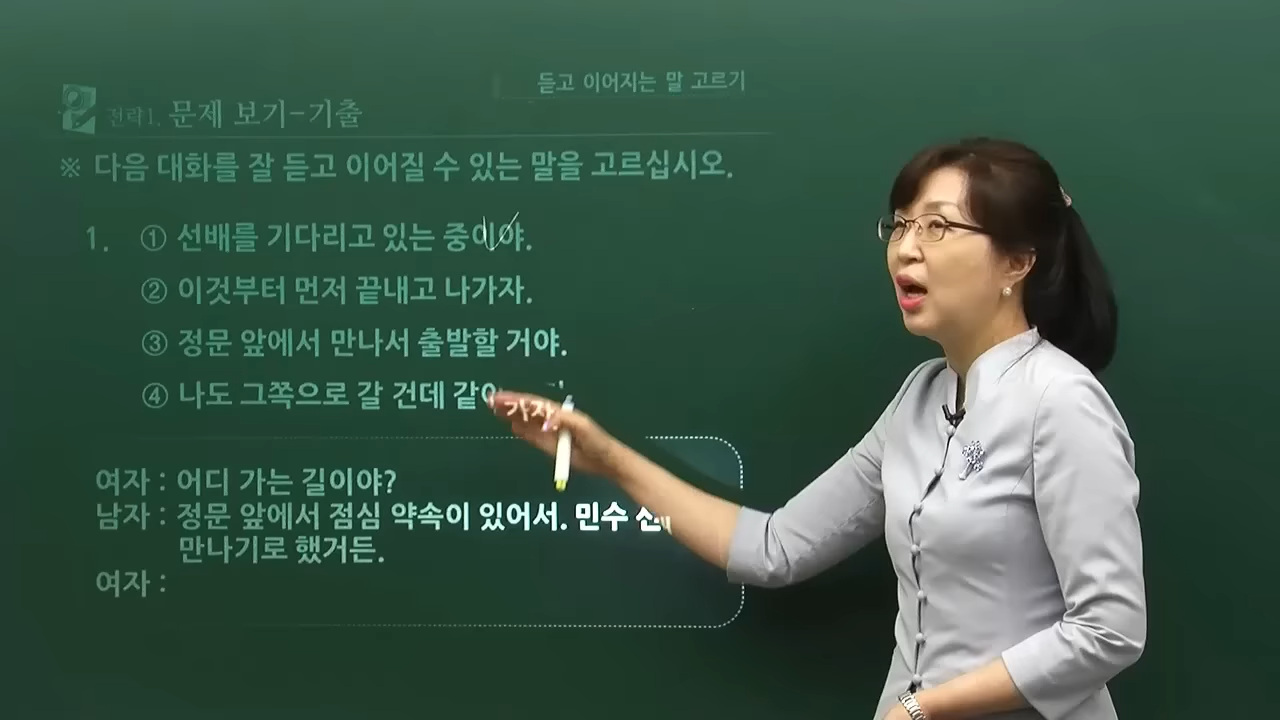 듣고 이어지는 말 고르기
전략1. 문제 보기-기출
※ 다음 대화를 잘 듣고 이어질 수 있는 말을 고르십시오.
1. ① 선배를 기다리고 있는 중이야.
② 이것부터 먼저 끝내고 나가자.
③ 정문 앞에서 만나서 출발할 거야.
④ 나도 그쪽으로 갈 건데 가자
여자 : 어디 가는 길이야?
남자 : 정문 앞에서 점심 약속이 있어서. 민수
만나기로 했거든.
여자 :